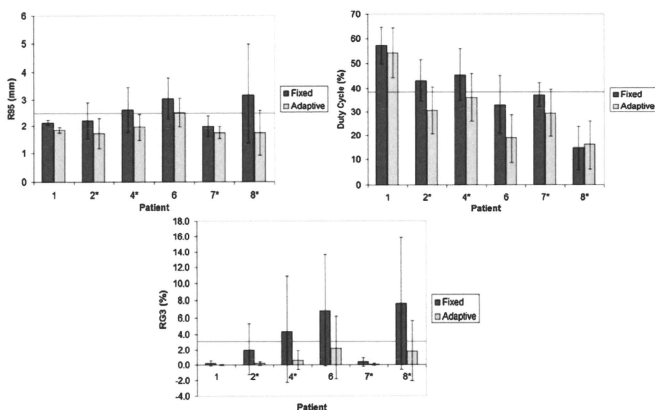 R95 (mm)
6
5
4
3
2
1
0
1 2* 4* 6 7* 8*
Patient
Fixed
Adaptive
Duty Cycle (%)
70
60
50
40
30
20
10
0
1 2* 4* 6 7* 8*
Patient
Fixed
Adaptive
RG3 (%)
18.0
16.0
14.0
12.0
10.0
8.0
6.0
4.0
2.0
0.0
-2.0
-4.0
1 2* 4* 6 7* 8*
Patient
Fixed
Adaptive